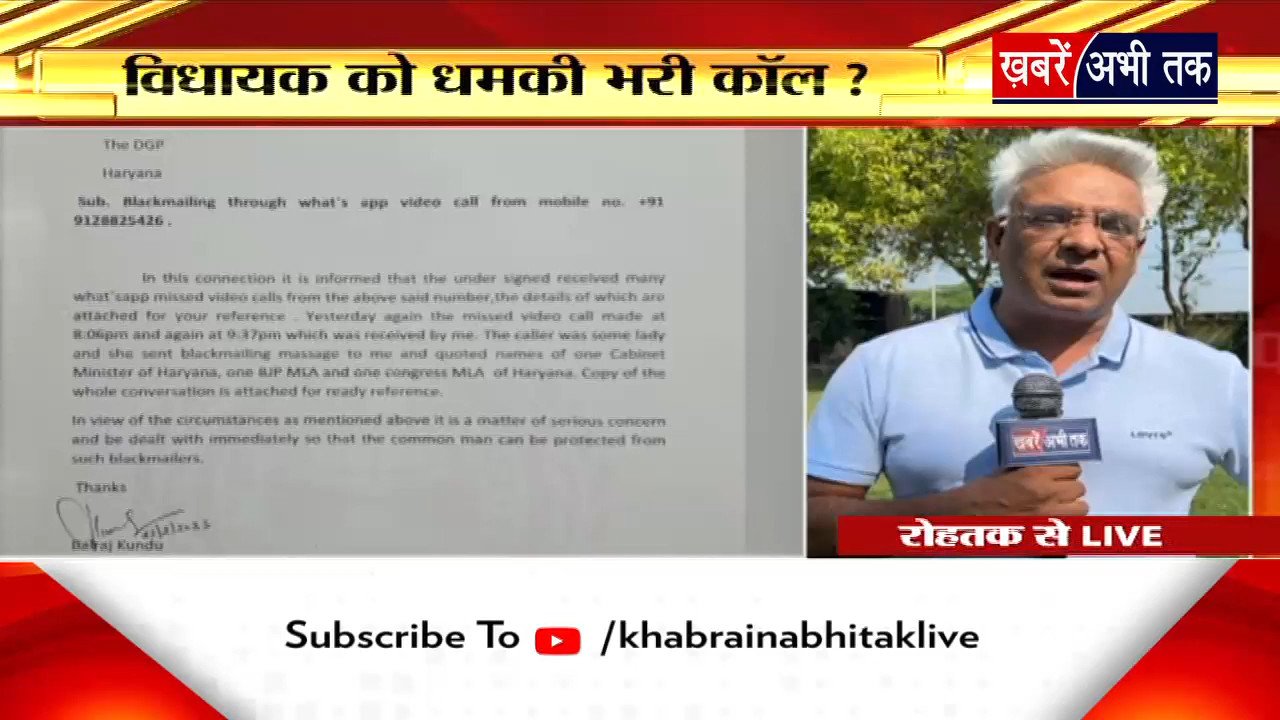 विधायक को धमकी भरी कॉल ?
ख़बरें अभी तक
The DGP
Haryana
Sub. Blackmailing through what's app video call from mobile no. +91
9128825426 .
In this connection it is informed that the under signed received many
what'sapp missed video calls from the above said number,the details of which are
attached for your reference . Yesterday again the missed video call made at
8:06pm and again at 9.37pm which was received by me. The caller was some lady
and she sent blackmailing massage to me and quoted names of one Cabinet
Minister of Haryana, one BJP MLA and one congress MLA of Haryana. Copy of the
whole conversation is attached for ready reference.
In view of the circumstances as mentioned above it is a matter of serious concern
and be dealt with immediately so that the common man can be protected from
such blackmailers.
Thanks
Balraj Kundu
ख़बरें अभी तक
Levi's
रोहतक से LIVE
Subscribe To /khabrainabhitaklive